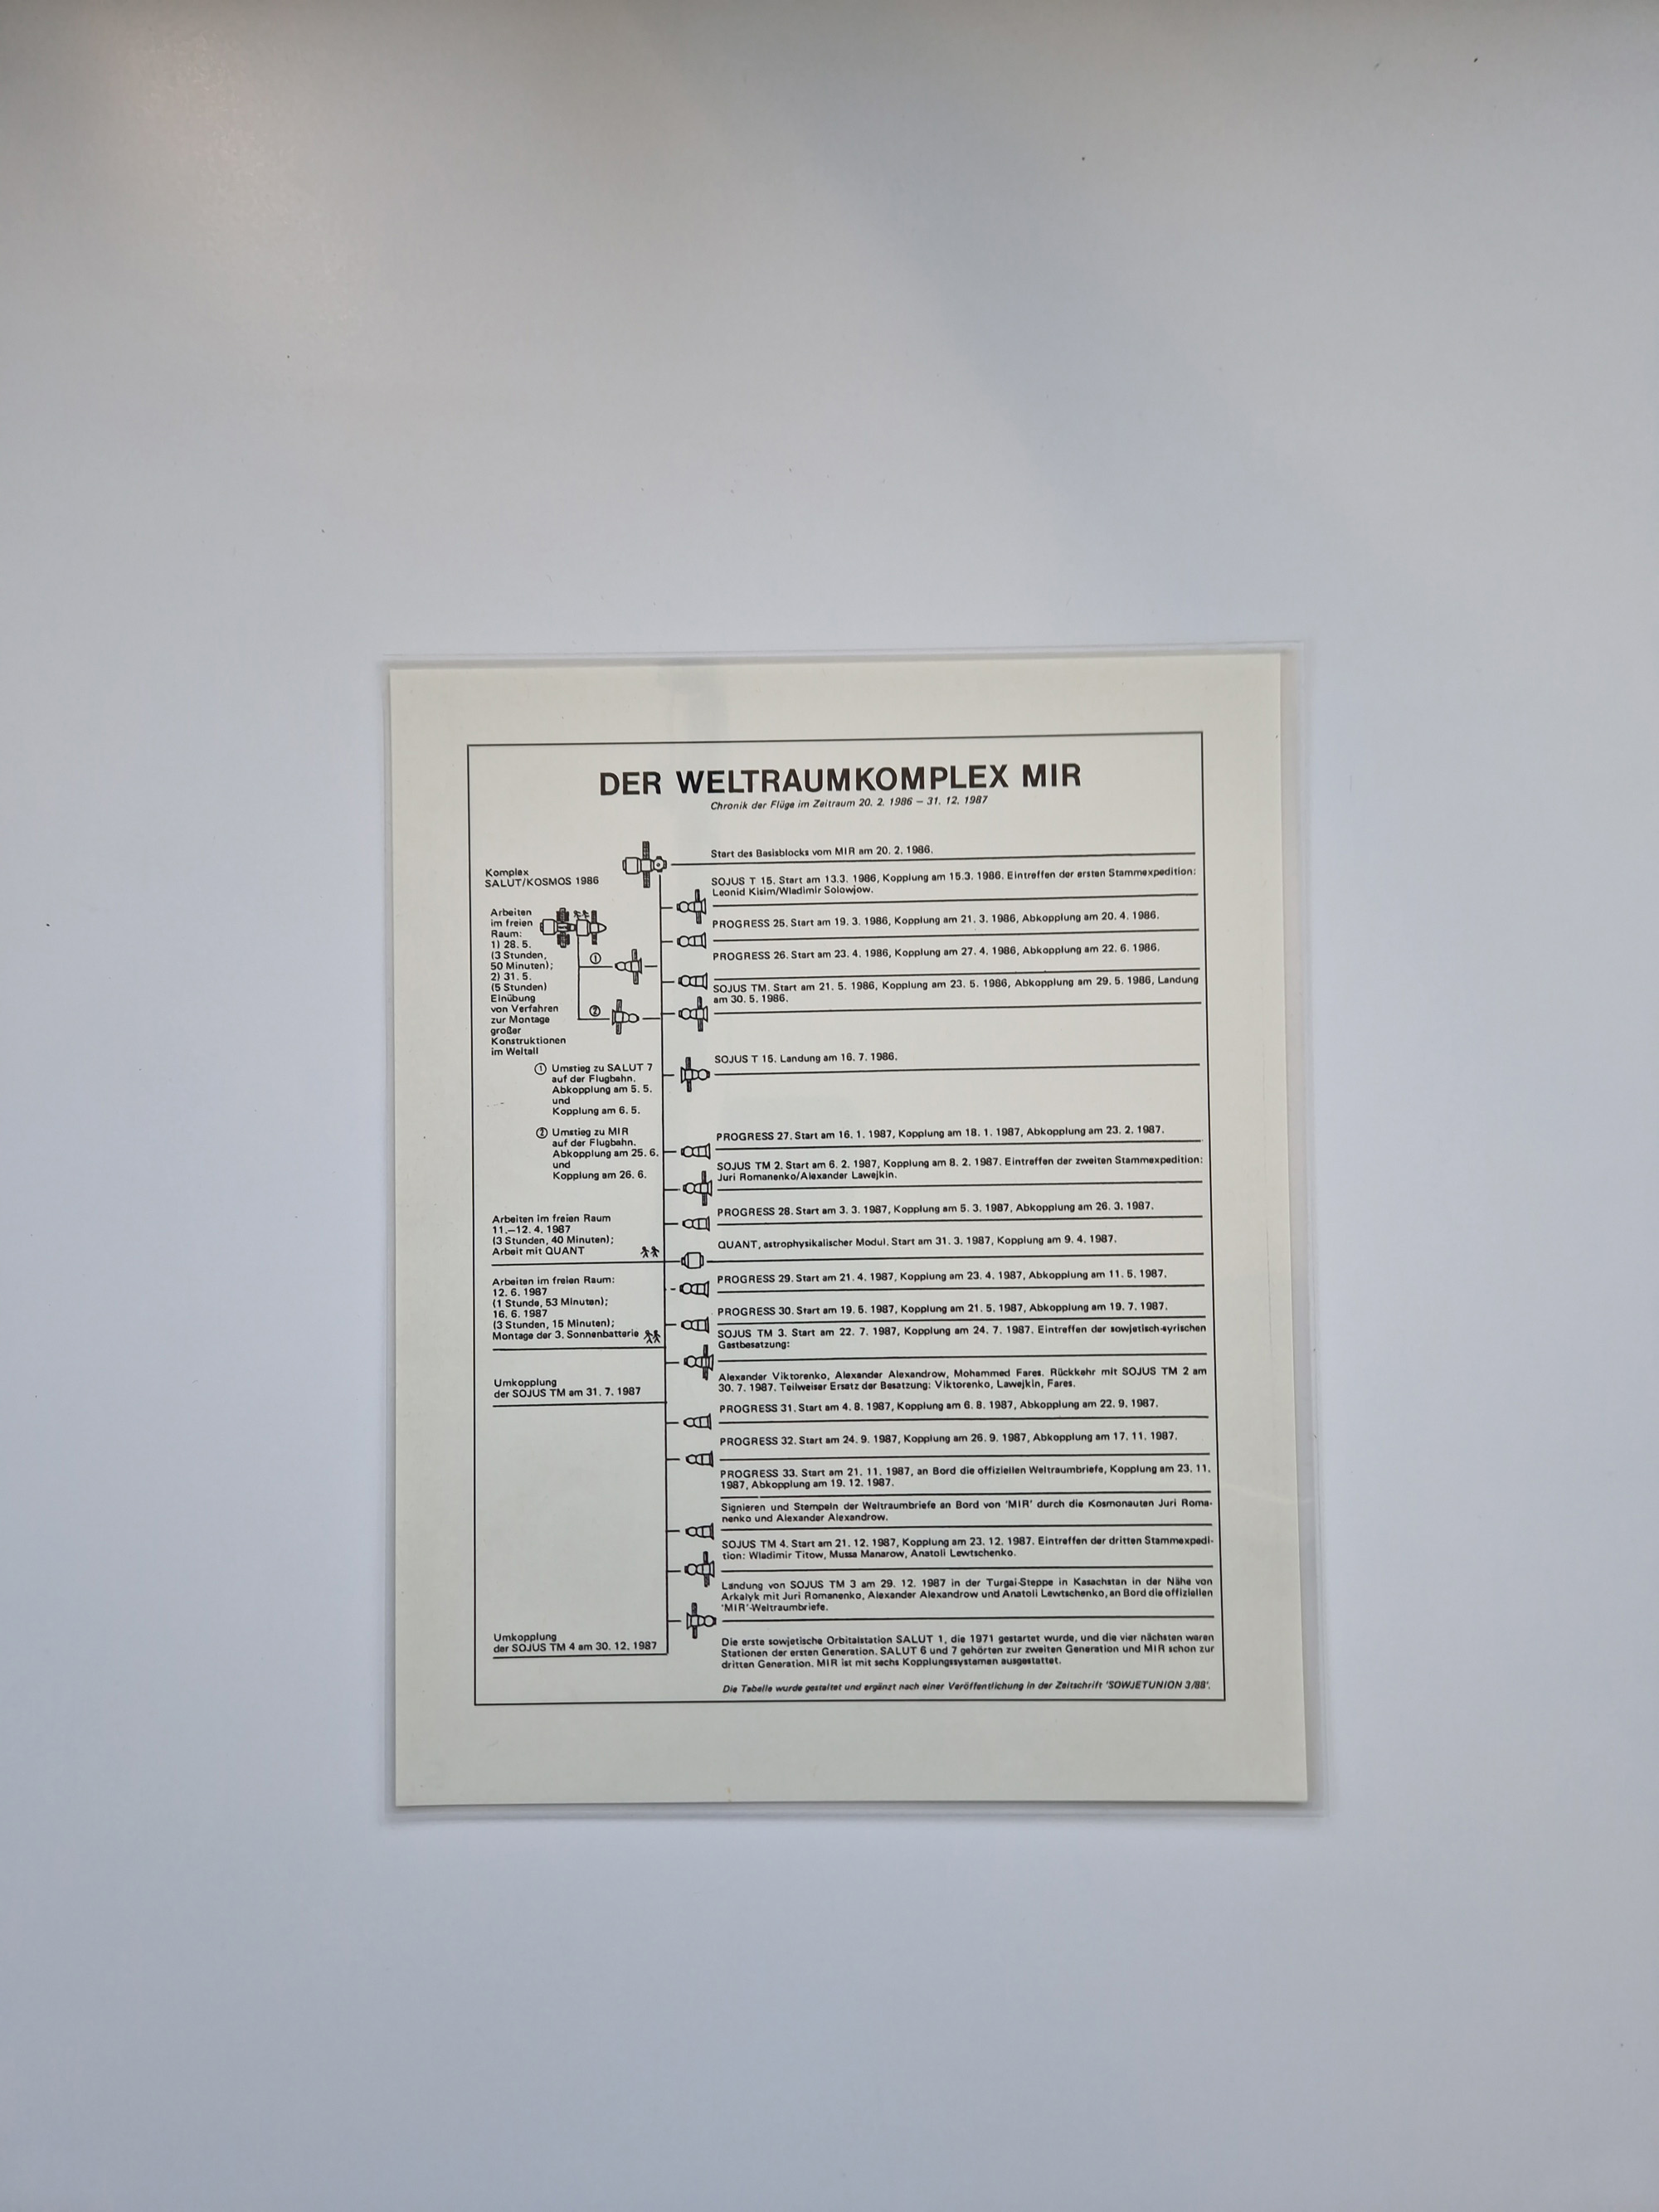 DER WELTRAUMKOMPLEX MIR
Chronik der Flüge im Zeitraum 20. 2. 1986 – 31. 12. 1987
Komplex
SALUT/KOSMOS 1986
Arbeiten
im freien
Raum:
1) 28. 5.
(3 Stunden,
50 Minuten);
2) 31. 5.
(5 Stunden)
Einübung
von Verfahren
zur Montage
großer
Konstruktionen
im Weltall
①
②
① Umstieg zu SALUT 7
auf der Flugbahn.
Abkopplung am 5. 5.
und
Kopplung am 6. 5.
② Umstieg zu MIR
auf der Flugbahn.
Abkopplung am 25. 6.
und
Kopplung am 26. 6.
Arbeiten im freien Raum
11.–12. 4. 1987
(3 Stunden, 40 Minuten);
Arbeit mit QUANT
Arbeiten im freien Raum:
12. 6. 1987
(1 Stunde, 53 Minuten);
16. 6. 1987
(3 Stunden, 15 Minuten);
Montage der 3. Sonnenbatterie
Umkopplung
der SOJUS TM am 31. 7. 1987
Umkopplung
der SOJUS TM 4 am 30. 12. 1987
Start des Basisblocks vom MIR am 20. 2. 1986.
SOJUS T 15. Start am 13.3. 1986, Kopplung am 15.3. 1986. Eintreffen der ersten Stammexpedition:
Leonid Kisim/Wladimir Solowjow.
PROGRESS 25. Start am 19. 3. 1986, Kopplung am 21. 3. 1986, Abkopplung am 20. 4. 1986.
PROGRESS 26. Start am 23. 4. 1986, Kopplung am 27. 4. 1986, Abkopplung am 22. 6. 1986.
SOJUS TM. Start am 21. 5. 1986, Kopplung am 23. 5. 1986, Abkopplung am 29. 5. 1986, Landung
am 30. 5. 1986.
SOJUS T 15. Landung am 16. 7. 1986.
PROGRESS 27. Start am 16. 1. 1987, Kopplung am 18. 1. 1987, Abkopplung am 23. 2. 1987.
SOJUS TM 2. Start am 6. 2. 1987, Kopplung am 8. 2. 1987. Eintreffen der zweiten Stammexpedition:
Juri Romanenko/Alexander Lawejkin.
PROGRESS 28. Start am 3. 3. 1987, Kopplung am 5. 3. 1987, Abkopplung am 26. 3. 1987.
QUANT, astrophysikalischer Modul. Start am 31. 3. 1987, Kopplung am 9. 4. 1987.
PROGRESS 29. Start am 21. 4. 1987, Kopplung am 23. 4. 1987, Abkopplung am 11. 5. 1987.
PROGRESS 30. Start am 19. 5. 1987, Kopplung am 21. 5. 1987, Abkopplung am 19. 7. 1987.
SOJUS TM 3. Start am 22. 7. 1987, Kopplung am 24. 7. 1987. Eintreffen der sowjetisch-syrischen
Gastbesatzung:
Alexander Viktorenko, Alexander Alexandrow, Mohammed Fares. Rückkehr mit SOJUS TM 2 am
30. 7. 1987. Teilweiser Ersatz der Besatzung: Viktorenko, Lawejkin, Fares.
PROGRESS 31. Start am 4. 8. 1987, Kopplung am 6. 8. 1987, Abkopplung am 22. 9. 1987.
PROGRESS 32. Start am 24. 9. 1987, Kopplung am 26. 9. 1987, Abkopplung am 17. 11. 1987.
PROGRESS 33. Start am 21. 11. 1987, an Bord die offiziellen Weltraumbriefe, Kopplung am 23. 11.
1987, Abkopplung am 19. 12. 1987.
Signieren und Stempeln der Weltraumbriefe an Bord von 'MIR' durch die Kosmonauten Juri Roma-
nenko und Alexander Alexandrow.
SOJUS TM 4. Start am 21. 12. 1987, Kopplung am 23. 12. 1987. Eintreffen der dritten Stammexpedi-
tion: Wladimir Titow, Mussa Manarow, Anatoli Lewtschenko.
Landung von SOJUS TM 3 am 29. 12. 1987 in der Turgai-Steppe in Kasachstan in der Nähe von
Arkalyk mit Juri Romanenko, Alexander Alexandrow und Anatoli Lewtschenko, an Bord die offiziellen
'MIR'-Weltraumbriefe.
Die erste sowjetische Orbitalstation SALUT 1, die 1971 gestartet wurde, und die vier nächsten waren
Stationen der ersten Generation. SALUT 6 und 7 gehörten zur zweiten Generation und MIR schon zur
dritten Generation. MIR ist mit sechs Kopplungssystemen ausgestattet.
Die Tabelle wurde gestaltet und ergänzt nach einer Veröffentlichung in der Zeitschrift 'SOWJETUNION 3/88'.